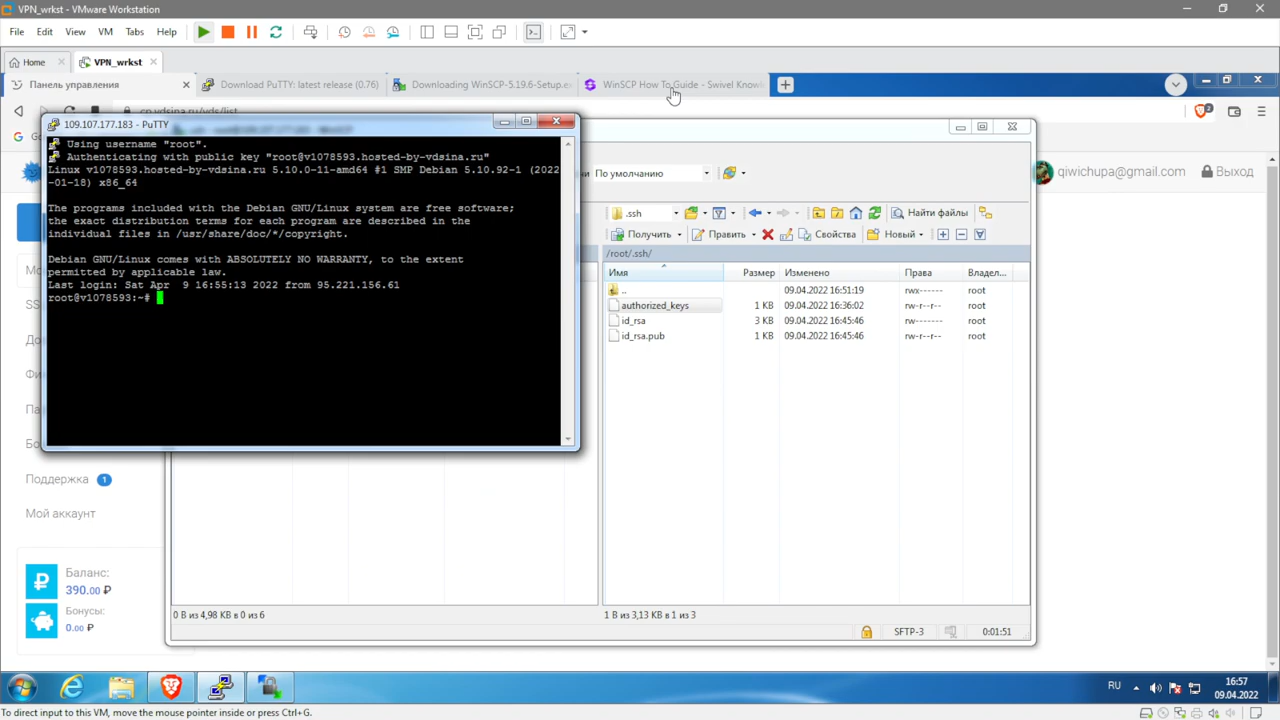 VPN_wrkst - VMware Workstation
File Edit View VM Tabs Help
Home VPN_wrkst
Панель управления Download PuTTY: latest release (0.76) Downloading WinSCP-5.19.6-Setup.ex WinSCP How To Guide - Swivel Knowl
cp.vdsina.ru/vds/list
109.107.177.183 - PuTTY
Using username "root".
Authenticating with public key "root@v1078593.hosted-by-vdsina.ru"
Linux v1078593.hosted-by-vdsina.ru 5.10.0-11-amd64 #1 SMP Debian 5.10.92-1 (2022
-01-18) x86_64
The programs included with the Debian GNU/Linux system are free software;
the exact distribution terms for each program are described in the
individual files in /usr/share/doc/*/copyright.
Debian GNU/Linux comes with ABSOLUTELY NO WARRANTY, to the extent
permitted by applicable law.
Last login: Sat Apr  9 16:55:13 2022 from 95.221.156.61
root@v1078593:~#
По умолчанию
qiwichupa@gmail.com Выход
.ssh Найти файлы
Получить Править Свойства Новый
/root/.ssh/
Имя Размер Изменено Права Владел...
.. 09.04.2022 16:51:19 rwx------ root
authorized_keys 1 KB 09.04.2022 16:36:02 rw-r--r-- root
id_rsa 3 KB 09.04.2022 16:45:46 rw------- root
id_rsa.pub 1 KB 09.04.2022 16:45:46 rw-r--r-- root
Поддержка 1
Мой аккаунт
Баланс:
390.00 ₽
Бонусы:
0.00 ₽
0 B из 4,98 KB в 0 из 6
1 B из 3,13 KB в 1 из 3
SFTP-3 0:01:51
RU 16:57
09.04.2022
To direct input to this VM, move the mouse pointer inside or press Ctrl+G.